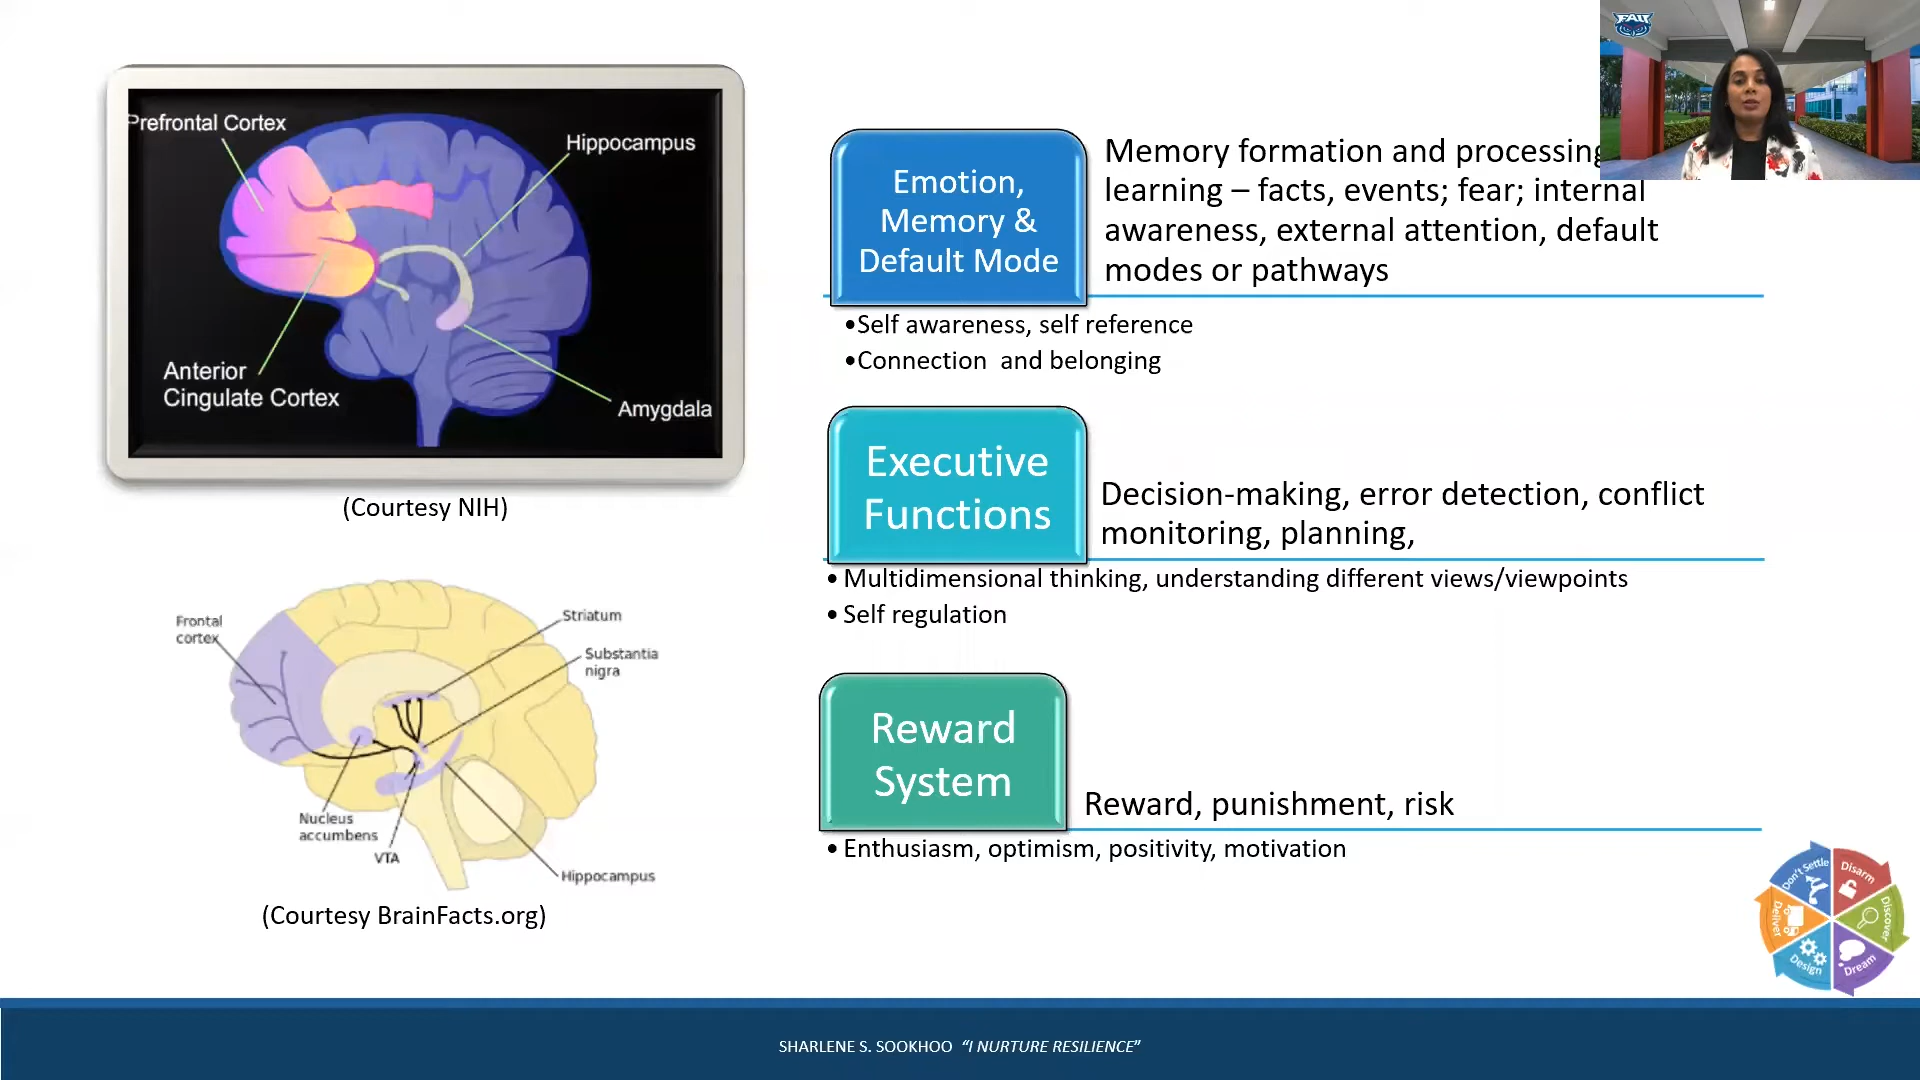 FAU
Prefrontal Cortex
Hippocampus
Anterior
Cingulate Cortex
Amygdala
(Courtesy NIH)
Frontal
cortex
Striatum
Substantia
nigra
Nucleus
accumbens
VTA
Hippocampus
(Courtesy BrainFacts.org)
Emotion,
Memory &
Default Mode
Memory formation and processing
learning – facts, events; fear; internal
awareness, external attention, default
modes or pathways
•Self awareness, self reference
•Connection  and belonging
Executive
Functions
Decision-making, error detection, conflict
monitoring, planning,
• Multidimensional thinking, understanding different views/viewpoints
• Self regulation
Reward
System
Reward, punishment, risk
• Enthusiasm, optimism, positivity, motivation
Don't Settle
Disarm
Discover
Dream
Design
Deliver
SHARLENE S. SOOKHOO  “I NURTURE RESILIENCE”